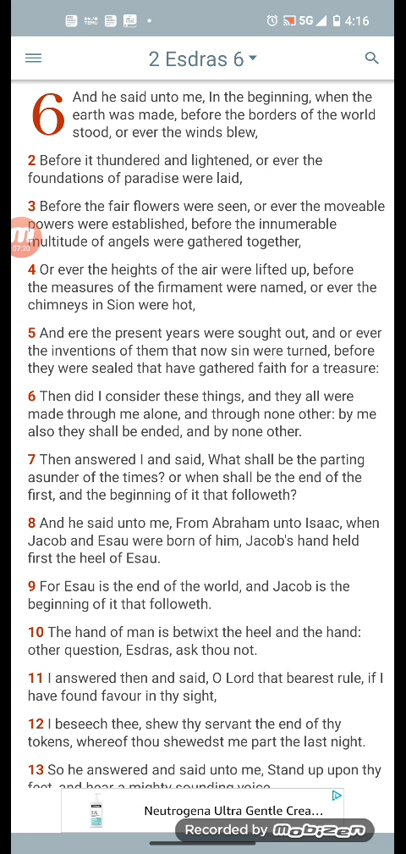 5G 4:16
2 Esdras 6
6 And he said unto me, In the beginning, when the
earth was made, before the borders of the world
stood, or ever the winds blew,
2 Before it thundered and lightened, or ever the
foundations of paradise were laid,
3 Before the fair flowers were seen, or ever the moveable
powers were established, before the innumerable
multitude of angels were gathered together,
07:20
4 Or ever the heights of the air were lifted up, before
the measures of the firmament were named, or ever the
chimneys in Sion were hot,
5 And ere the present years were sought out, and or ever
the inventions of them that now sin were turned, before
they were sealed that have gathered faith for a treasure:
6 Then did I consider these things, and they all were
made through me alone, and through none other: by me
also they shall be ended, and by none other.
7 Then answered I and said, What shall be the parting
asunder of the times? or when shall be the end of the
first, and the beginning of it that followeth?
8 And he said unto me, From Abraham unto Isaac, when
Jacob and Esau were born of him, Jacob's hand held
first the heel of Esau.
9 For Esau is the end of the world, and Jacob is the
beginning of it that followeth.
10 The hand of man is betwixt the heel and the hand:
other question, Esdras, ask thou not.
11 I answered then and said, O Lord that bearest rule, if I
have found favour in thy sight,
12 I beseech thee, shew thy servant the end of thy
tokens, whereof thou shewedst me part the last night.
13 So he answered and said unto me, Stand up upon thy
feet, and hear a mighty sounding voice
Neutrogena Ultra Gentle Crea...
Recorded by mobizen